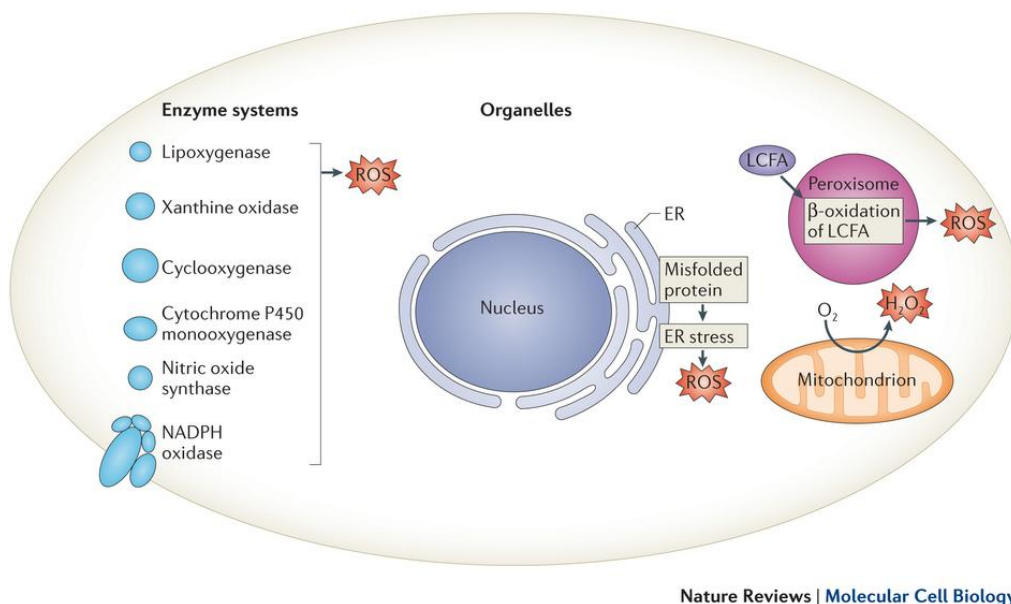 Enzyme systems
Lipoxygenase
Xanthine oxidase
Cyclooxygenase
Cytochrome P450
monooxygenase
Nitric oxide
synthase
NADPH
oxidase
ROS
Organelles
Nucleus
ER
Misfolded
protein
ER stress
ROS
LCFA
Peroxisome
β-oxidation
of LCFA
ROS
O₂
H₂O₂
Mitochondrion
Nature Reviews | Molecular Cell Biology